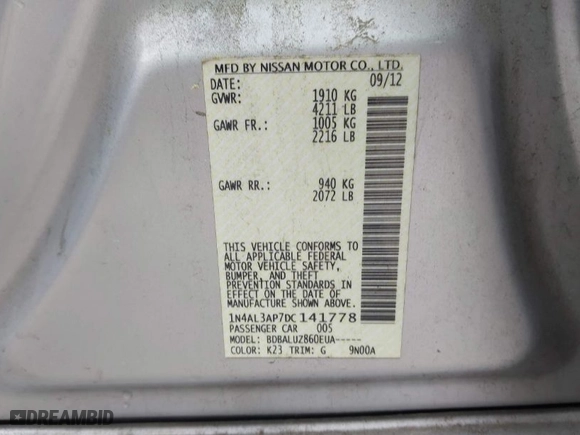 MFD BY NISSAN MOTOR CO., LTD.
DATE: 09/12
GVWR: 1910 KG
4211 LB
GAWR FR.: 1005 KG
2216 LB
GAWR RR.: 940 KG
2072 LB
THIS VEHICLE CONFORMS TO
ALL APPLICABLE FEDERAL
MOTOR VEHICLE SAFETY,
BUMPER, AND THEFT
PREVENTION STANDARDS IN
EFFECT ON THE DATE OF
MANUFACTURE SHOWN ABOVE.
1N4AL3AP7DC141778
PASSENGER CAR 005
MODEL: BDBALUZ860EUA-----
COLOR: K23 TRIM: G 9N00A
DREAMBID